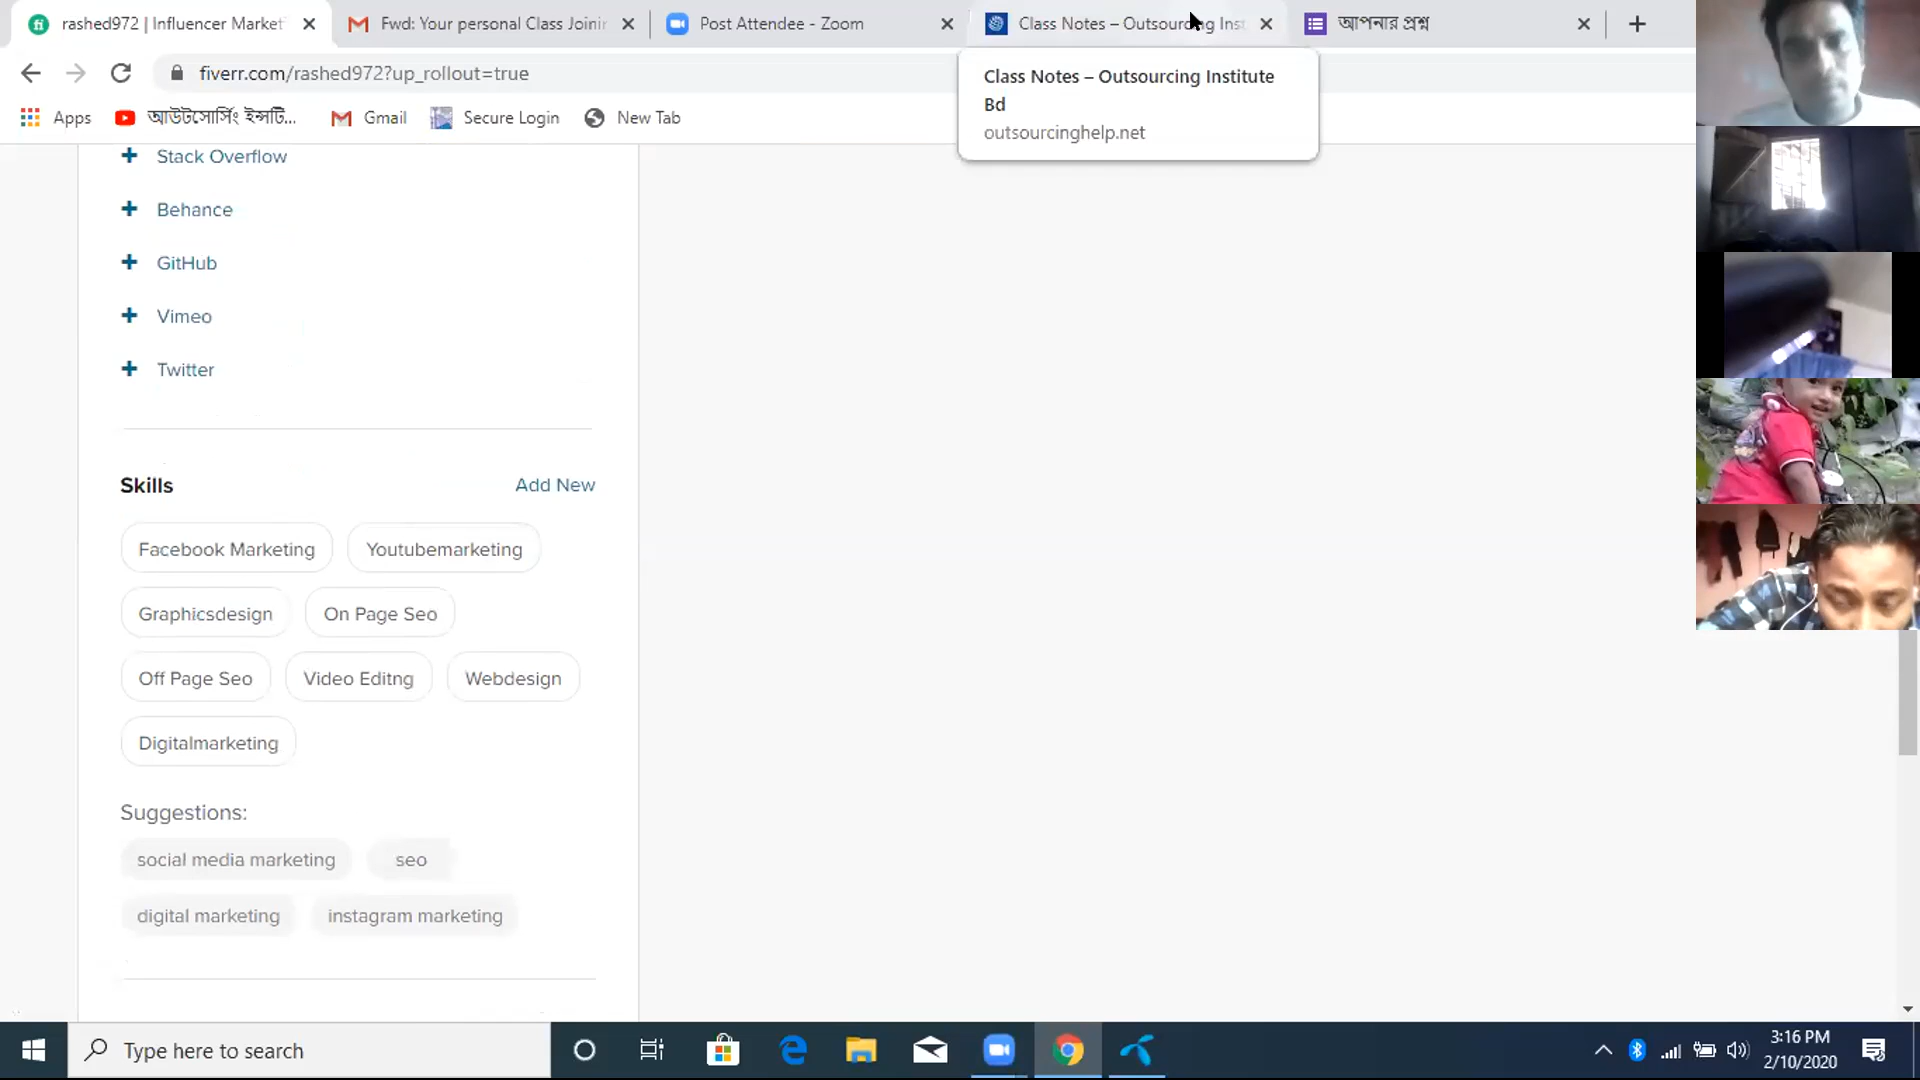 rashed972 | Influencer Market
Fwd: Your personal Class Joinin
Post Attendee - Zoom
Class Notes – Outsourcing Inst
আপনার প্রশ্ন
fiverr.com/rashed972?up_rollout=true
Class Notes – Outsourcing Institute
Bd
outsourcinghelp.net
Apps
আউটসোর্সিং ইন্সটি...
Gmail
Secure Login
New Tab
Stack Overflow
Behance
GitHub
Vimeo
Twitter
Skills
Add New
Facebook Marketing
Youtubemarketing
Graphicsdesign
On Page Seo
Off Page Seo
Video Editng
Webdesign
Digitalmarketing
Suggestions:
social media marketing
seo
digital marketing
instagram marketing
Type here to search
3:16 PM
2/10/2020